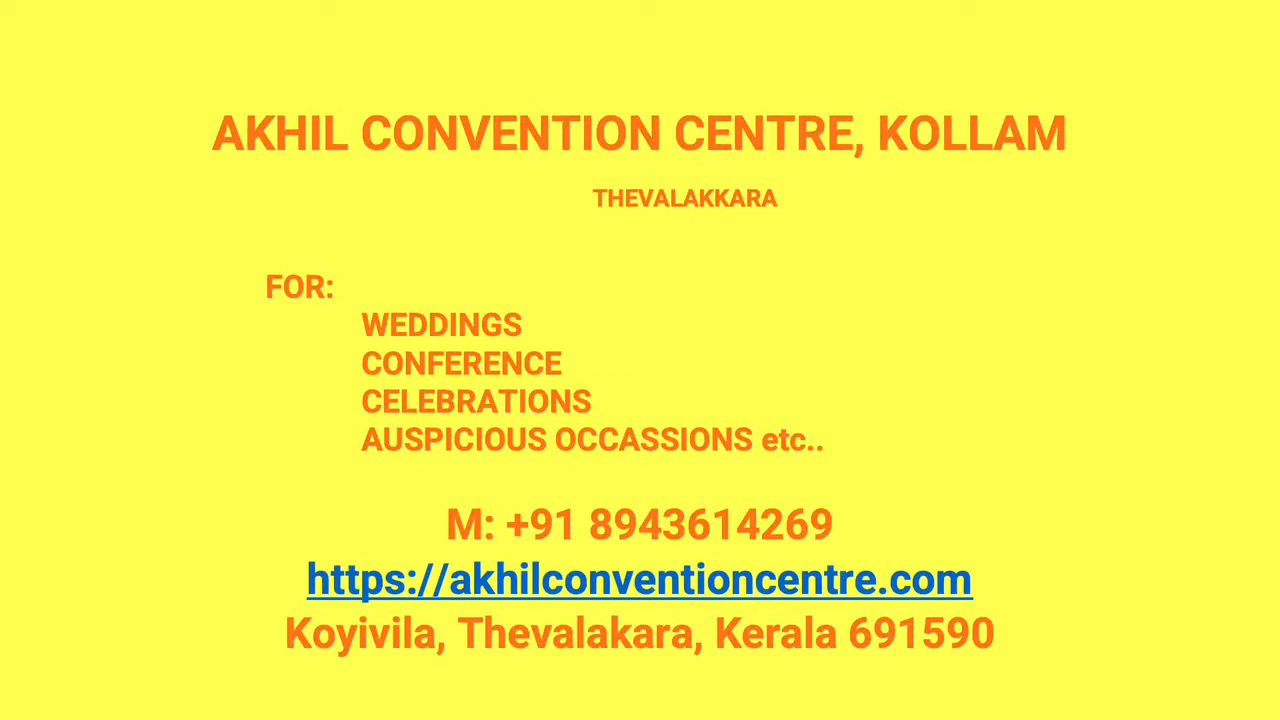 AKHIL CONVENTION CENTRE, KOLLAM
THEVALAKKARA
FOR:
WEDDINGS
CONFERENCE
CELEBRATIONS
AUSPICIOUS OCCASSIONS etc..
M: +91 8943614269
https://akhilconventioncentre.com
Koyivila, Thevalakara, Kerala 691590